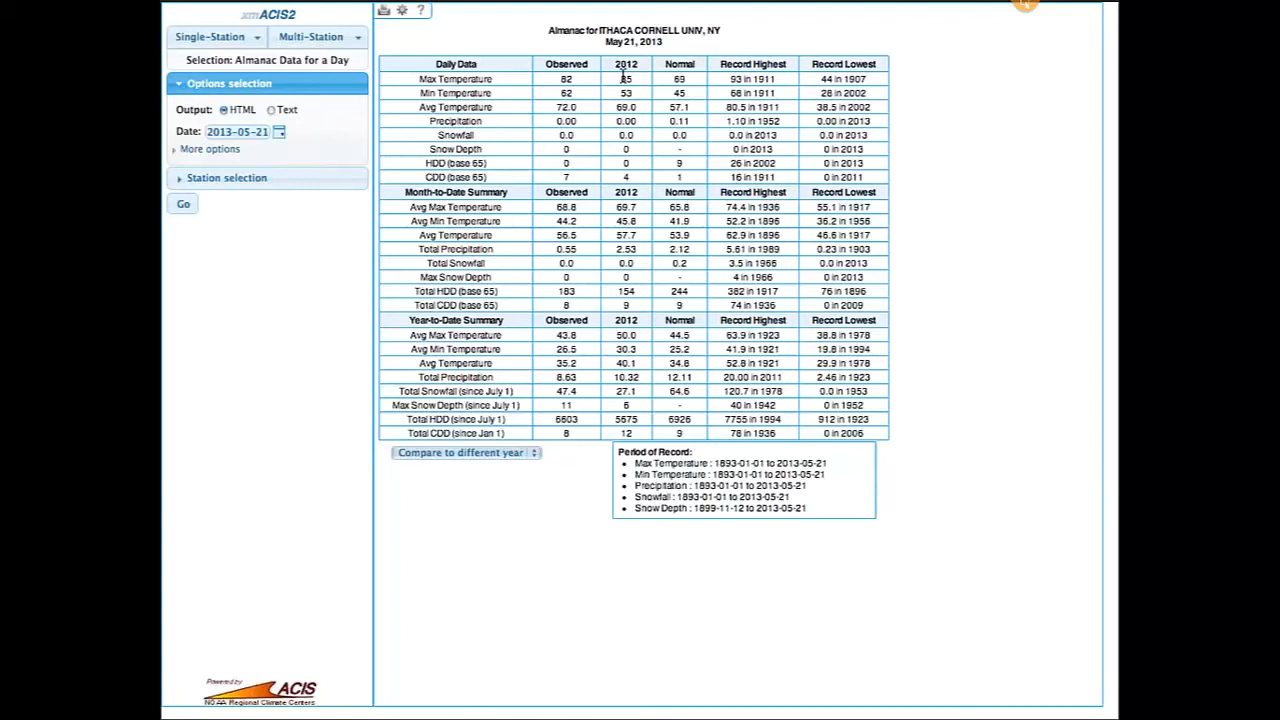 xmACIS2
Single-Station Multi-Station
Selection: Almanac Data for a Day
Options selection
Output: HTML Text
Date: 2013-05-21
More options
Station selection
Go
?
Almanac for ITHACA CORNELL UNIV, NY
May 21, 2013
Daily Data Observed 2012 Normal Record Highest Record Lowest
Max Temperature 82 85 69 93 in 1911 44 in 1907
Min Temperature 62 53 45 68 in 1911 28 in 2002
Avg Temperature 72.0 69.0 57.1 80.5 in 1911 38.5 in 2002
Precipitation 0.00 0.00 0.11 1.10 in 1952 0.00 in 2013
Snowfall 0.0 0.0 0.0 0.0 in 2013 0.0 in 2013
Snow Depth 0 0 - 0 in 2013 0 in 2013
HDD (base 65) 0 0 9 26 in 2002 0 in 2013
CDD (base 65) 7 4 1 16 in 1911 0 in 2011
Month-to-Date Summary Observed 2012 Normal Record Highest Record Lowest
Avg Max Temperature 68.8 69.7 65.8 74.4 in 1936 55.1 in 1917
Avg Min Temperature 44.2 45.8 41.9 52.2 in 1896 36.2 in 1956
Avg Temperature 56.5 57.7 53.9 62.9 in 1896 46.6 in 1917
Total Precipitation 0.55 2.53 2.12 5.61 in 1989 0.23 in 1903
Total Snowfall 0.0 0.0 0.2 3.5 in 1966 0.0 in 2013
Max Snow Depth 0 0 - 4 in 1966 0 in 2013
Total HDD (base 65) 183 154 244 382 in 1917 76 in 1896
Total CDD (base 65) 8 9 9 74 in 1936 0 in 2009
Year-to-Date Summary Observed 2012 Normal Record Highest Record Lowest
Avg Max Temperature 43.8 50.0 44.5 63.9 in 1923 38.8 in 1978
Avg Min Temperature 26.5 30.3 25.2 41.9 in 1921 19.8 in 1994
Avg Temperature 35.2 40.1 34.8 52.8 in 1921 29.9 in 1978
Total Precipitation 8.63 10.32 12.11 20.00 in 2011 2.46 in 1923
Total Snowfall (since July 1) 47.4 27.1 64.6 120.7 in 1978 0.0 in 1953
Max Snow Depth (since July 1) 11 6 - 40 in 1942 0 in 1952
Total HDD (since July 1) 6603 5675 6926 7755 in 1994 912 in 1923
Total CDD (since Jan 1) 8 12 9 78 in 1936 0 in 2006
Compare to different year
Period of Record:
Max Temperature : 1893-01-01 to 2013-05-21
Min Temperature : 1893-01-01 to 2013-05-21
Precipitation : 1893-01-01 to 2013-05-21
Snowfall : 1893-01-01 to 2013-05-21
Snow Depth : 1899-11-12 to 2013-05-21
Powered by
ACIS
NOAA Regional Climate Centers